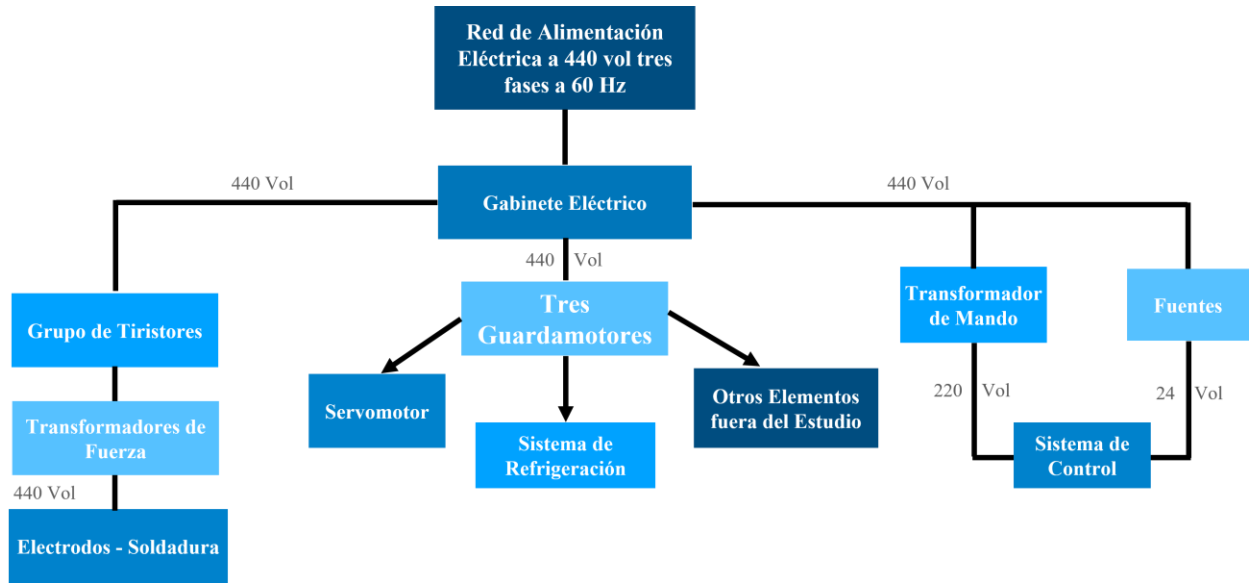 Red de Alimentación
Eléctrica a 440 vol tres
fases a 60 Hz
440 Vol
Gabinete Eléctrico
440 Vol
440 Vol
Grupo de Tiristores
Tres
Guardamotores
Transformador
de Mando
Fuentes
Servomotor
Otros Elementos
fuera del Estudio
220 Vol
24 Vol
Transformadores de
Fuerza
Sistema de
Refrigeración
Sistema de
Control
440 Vol
Electrodos - Soldadura